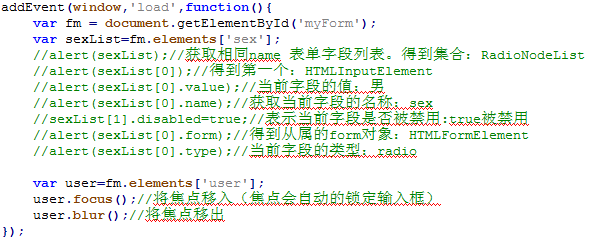 addEvent(window,'load',function(){
var fm = document.getElementById('myForm');
var sexList=fm.elements['sex'];
//alert(sexList);//获取相同name 表单字段列表。得到集合：RadioNodeList
//alert(sexList[0]);//得到第一个：HTMLInputElement
//alert(sexList[0].value);//当前字段的值：男
//alert(sexList[0].name);//获取当前字段的名称：sex
//sexList[1].disabled=true;//表示当前字段是否被禁用:true被禁用
//alert(sexList[0].form);//得到从属的form对象：HTMLFormElement
//alert(sexList[0].type);//当前字段的类型：radio
var user=fm.elements['user'];
user.focus();//将焦点移入（焦点会自动的锁定输入框）
user.blur();//将焦点移出
});